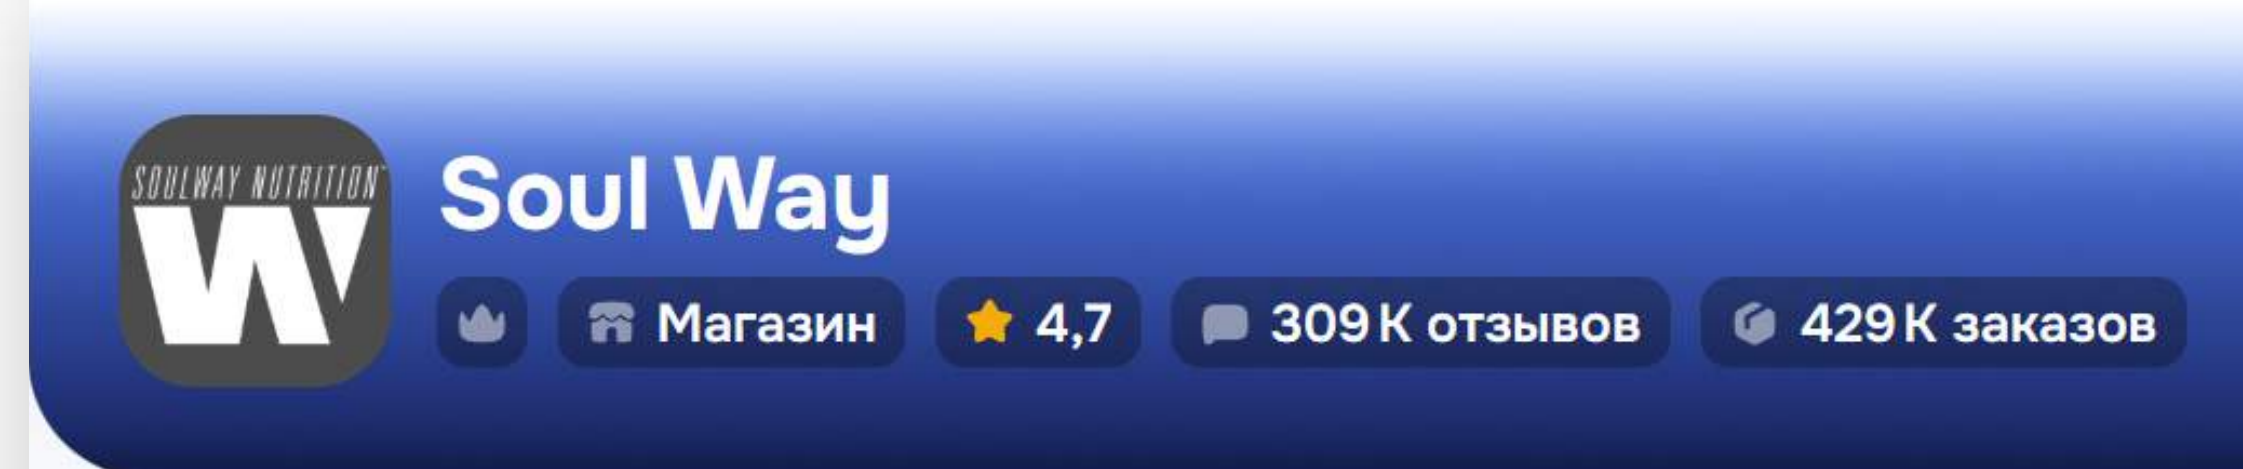 SOULWAY NUTRITION
W
Soul Way
Магазин
4,7
309 K отзывов
429 K заказов